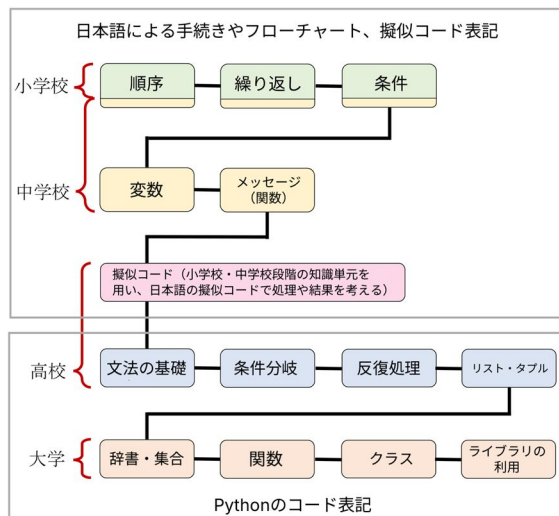 日本語による手続きやフローチャート、擬似コード表記
小学校
順序
繰り返し
条件
中学校
変数
メッセージ
（関数）
擬似コード（小学校・中学校段階の知識単元を
用い、日本語の擬似コードで処理や結果を考える）
高校
文法の基礎
条件分岐
反復処理
リスト・タプル
大学
辞書・集合
関数
クラス
ライブラリの
利用
Pythonのコード表記